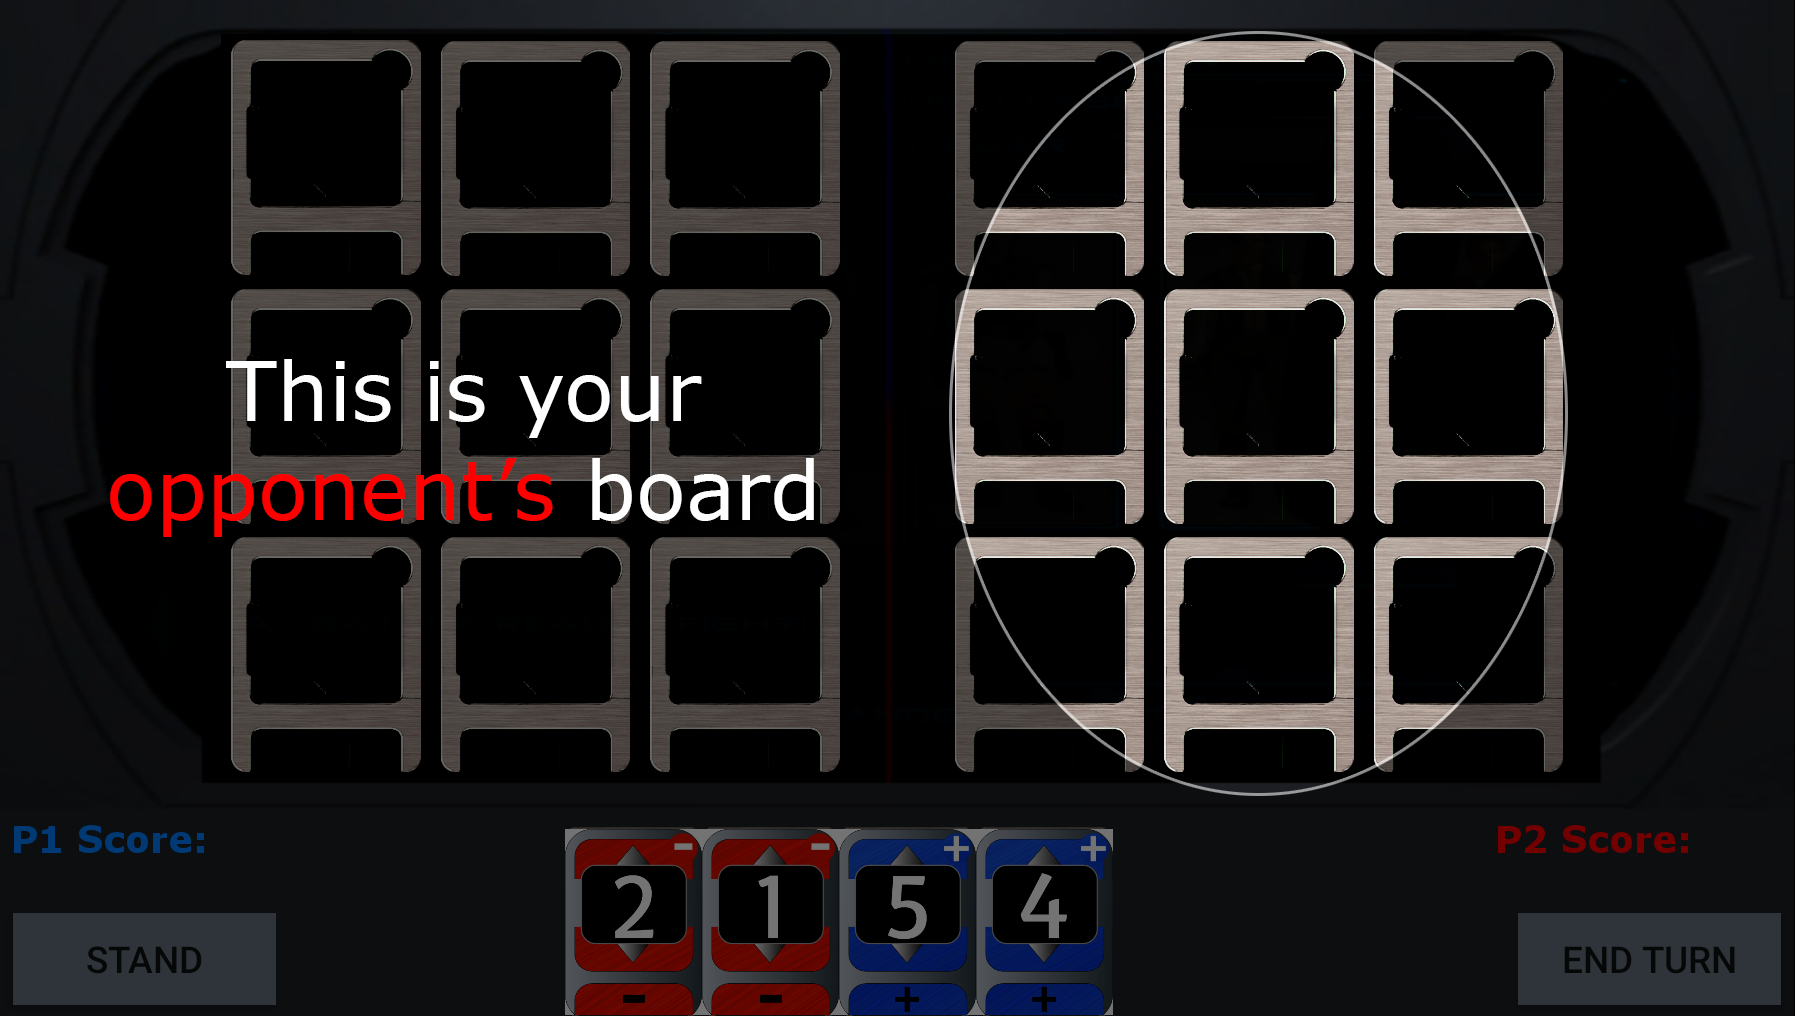 This is your
opponent's board
P1 Score:
P2 Score:
- - + +
2 1 5 4
- - + +
STAND
END TURN